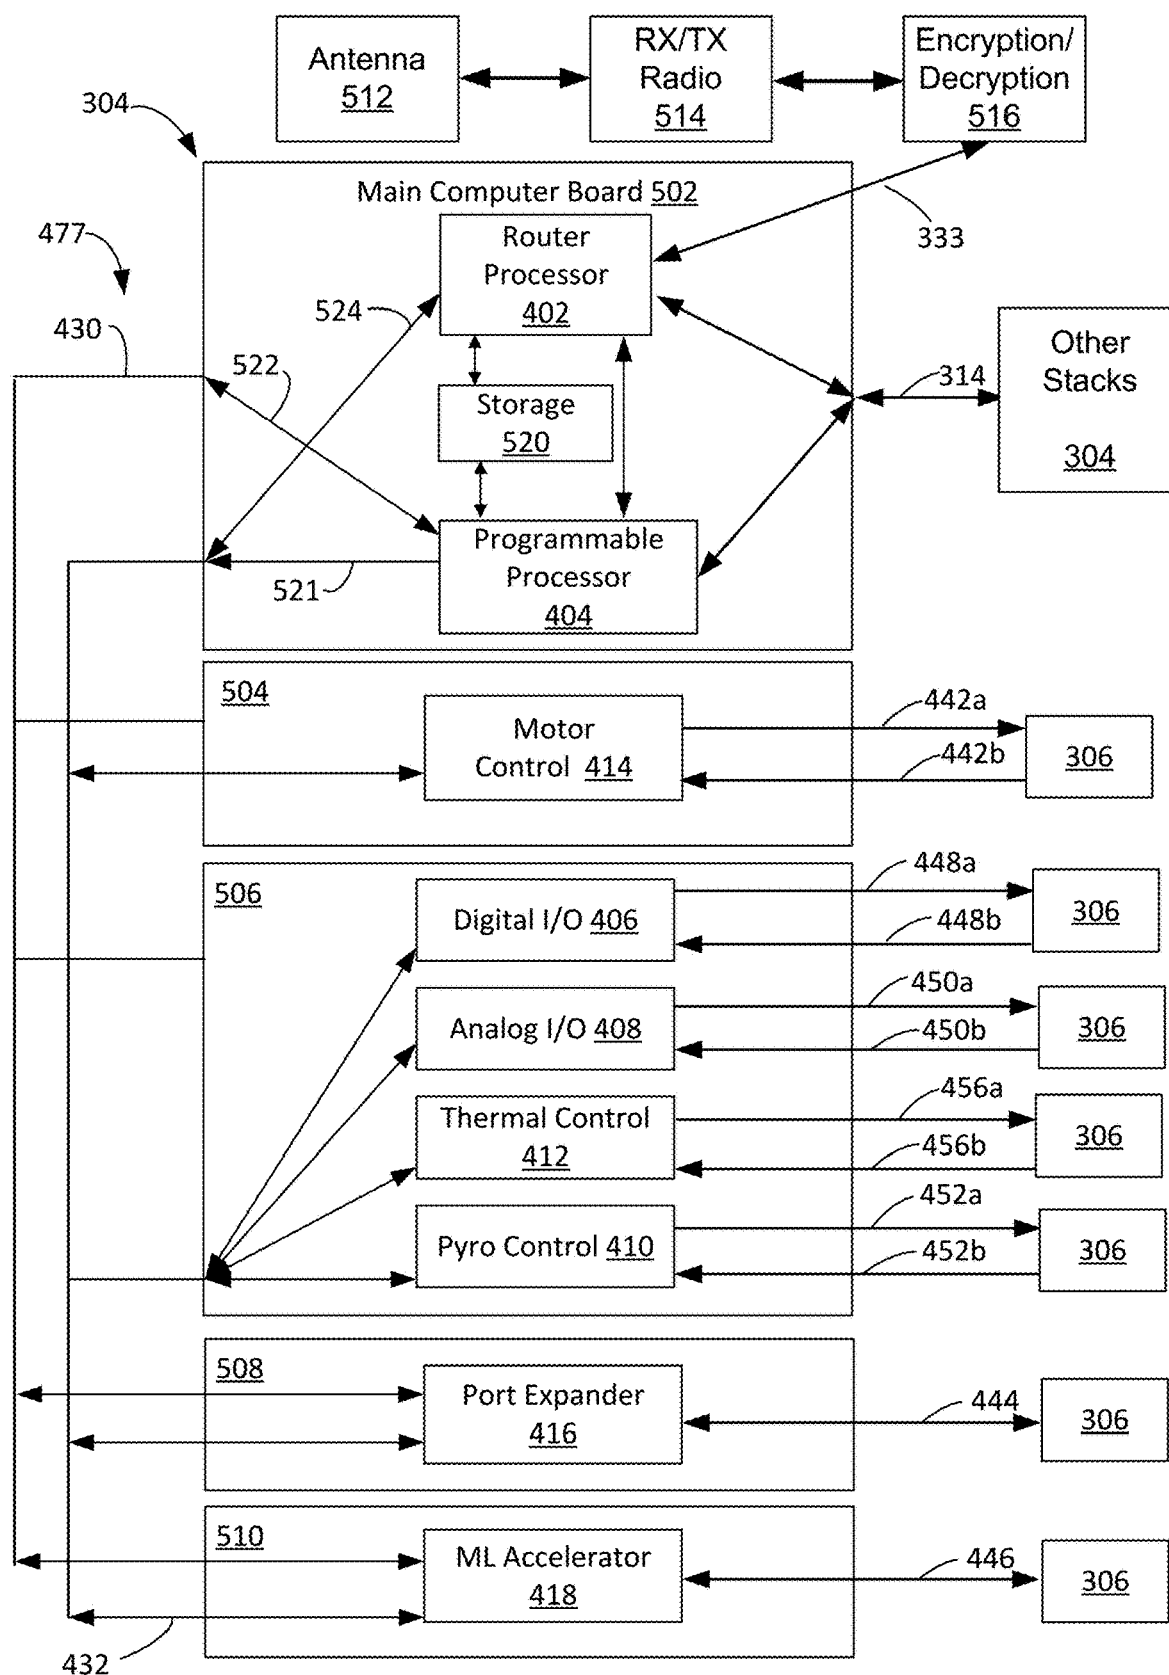 Antenna
512
RX/TX
Radio
514
Encryption/
Decryption
516
304
Main Computer Board 502
333
477
Router
Processor
402
524
430
522
Storage
520
314
Other
Stacks
304
Programmable
Processor
404
521
504
Motor
Control 414
442a
442b
306
506
Digital I/O 406
448a
448b
306
Analog I/O 408
450a
450b
306
Thermal Control
412
456a
456b
306
Pyro Control 410
452a
452b
306
508
Port Expander
416
444
306
510
ML Accelerator
418
446
306
432